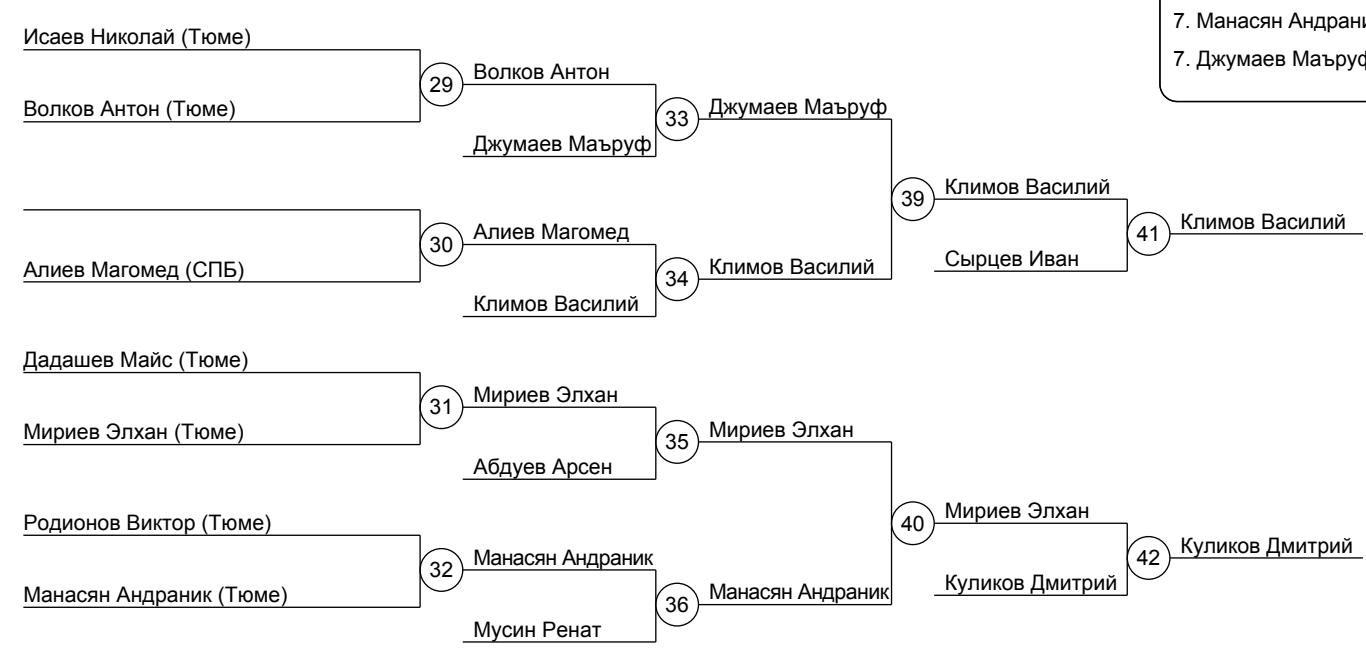 7. Манасян Андрани
7. Джумаев Маъруф
Исаев Николай (Тюме)
29
Волков Антон
Волков Антон (Тюме)
33
Джумаев Маъруф
Джумаев Маъруф
39
Климов Василий
30
Алиев Магомед
41
Климов Василий
Алиев Магомед (СПБ)
34
Климов Василий
Сырцев Иван
Климов Василий
Дадашев Майс (Тюме)
31
Мириев Элхан
Мириев Элхан (Тюме)
35
Мириев Элхан
Абдуев Арсен
40
Мириев Элхан
Родионов Виктор (Тюме)
32
Манасян Андраник
42
Куликов Дмитрий
Манасян Андраник (Тюме)
36
Манасян Андраник
Куликов Дмитрий
Мусин Ренат